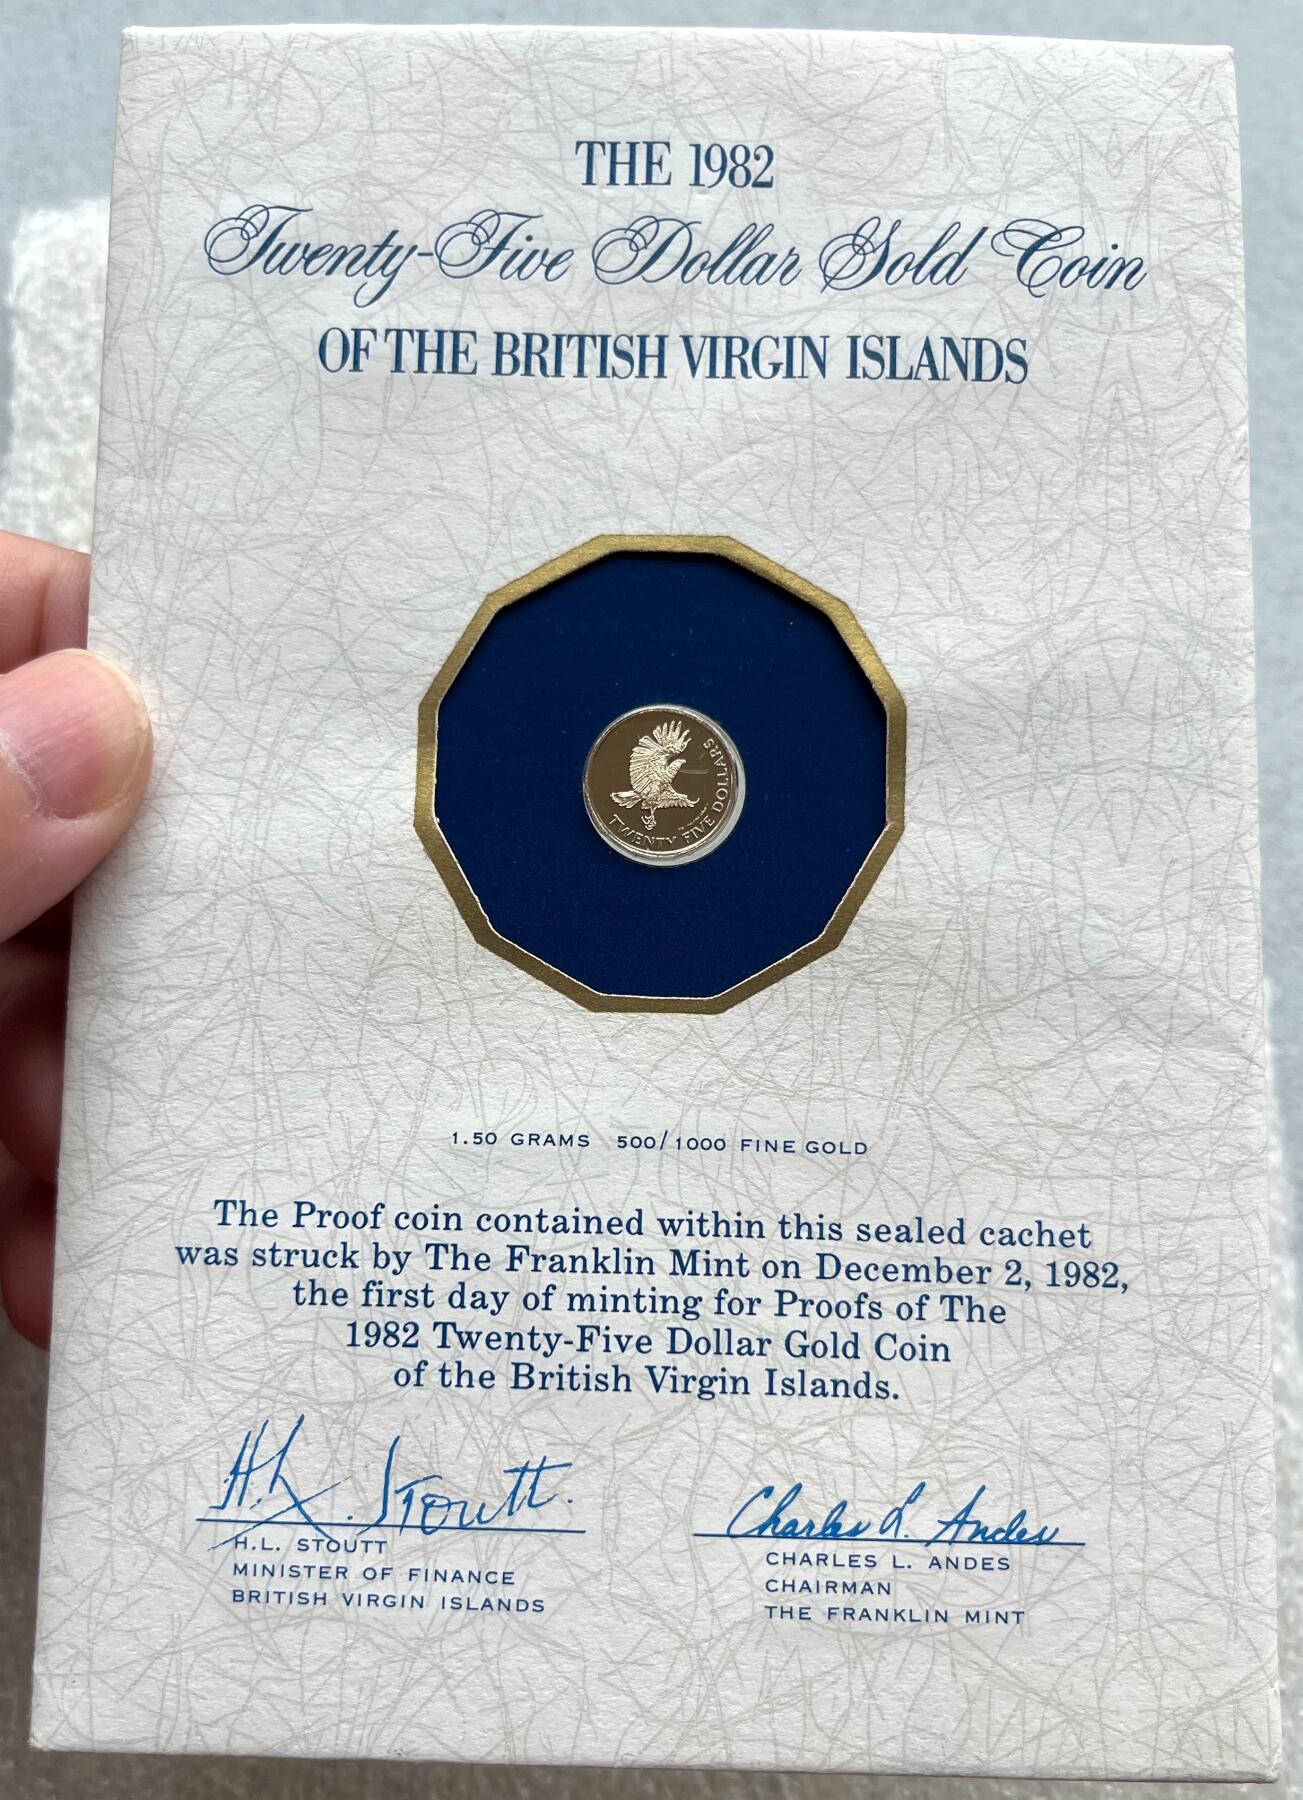 THE 1982
Twenty-Five Dollar Gold Coin
OF THE BRITISH VIRGIN ISLANDS
TWENTY FIVE DOLLARS
1.50 GRAMS 500/1000 FINE GOLD
The Proof coin contained within this sealed cachet
was struck by The Franklin Mint on December 2, 1982,
the first day of minting for Proofs of The
1982 Twenty-Five Dollar Gold Coin
of the British Virgin Islands.
H.L. Stoutt. Charles L. Andes
H.L. STOUTT
MINISTER OF FINANCE
BRITISH VIRGIN ISLANDS
CHARLES L. ANDES
CHAIRMAN
THE FRANKLIN MINT